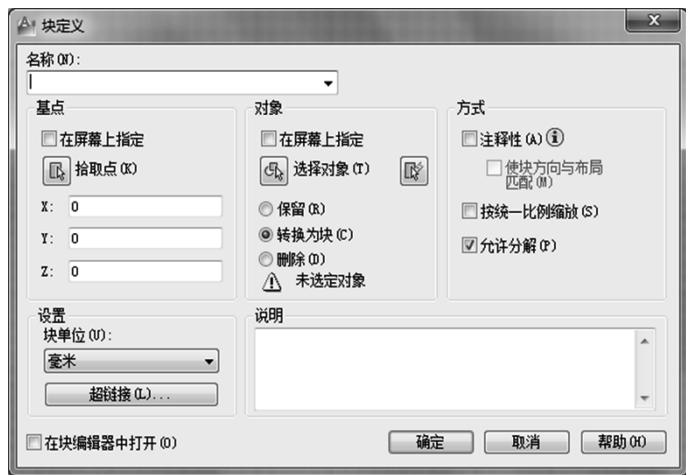 块定义
名称(N):
基点
在屏幕上指定
拾取点(K)
X: 0
Y: 0
Z: 0
对象
在屏幕上指定
选择对象(T)
保留(R)
转换为块(C)
删除(D)
未选定对象
方式
注释性(A)
使块方向与布局
匹配(M)
按统一比例缩放(S)
允许分解(P)
设置
块单位(U):
毫米
超链接(L)...
说明
在块编辑器中打开(O)
确定
取消
帮助(H)